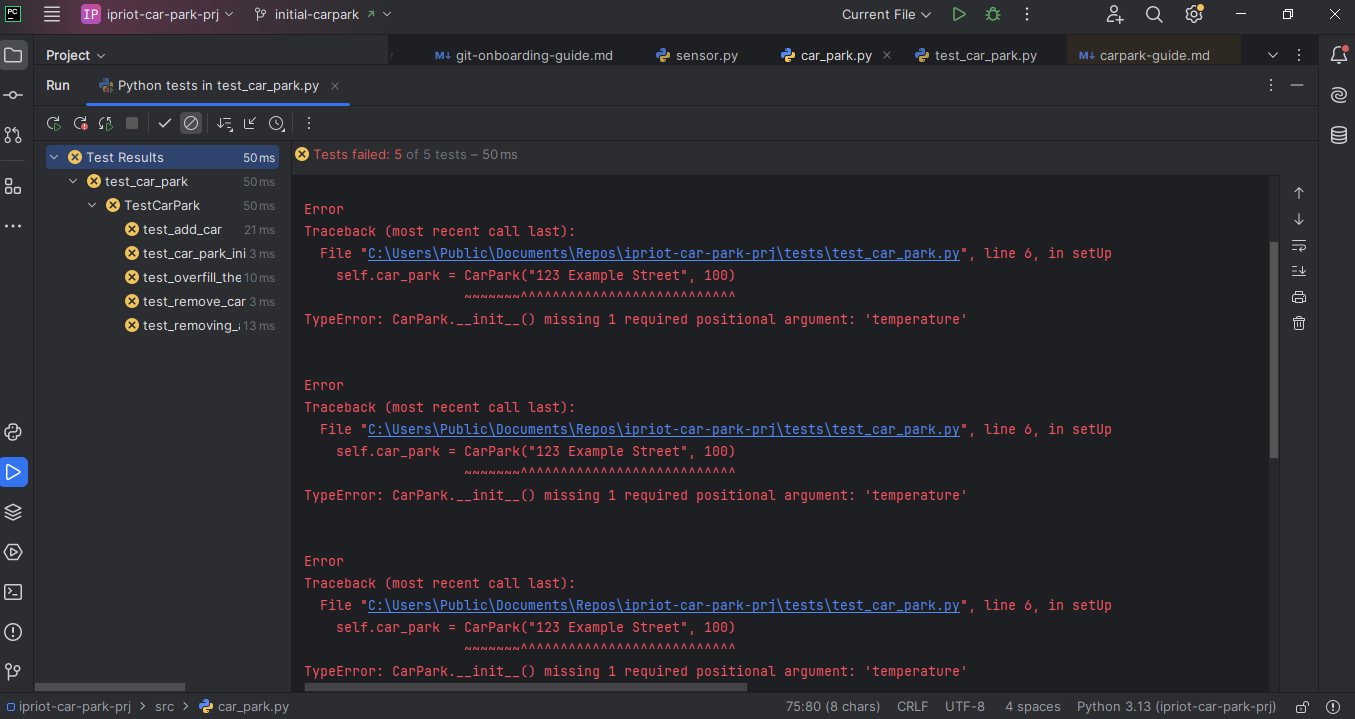 PC IP ipriot-car-park-prj initial-carpark Current File
Project git-onboarding-guide.md sensor.py car_park.py test_car_park.py carpark-guide.md
Run Python tests in test_car_park.py
Test Results 50 ms
Tests failed: 5 of 5 tests – 50 ms
test_car_park 50 ms
TestCarPark 50 ms
test_add_car 21 ms
test_car_park_ini 3 ms
test_overfill_the 10 ms
test_remove_car 3 ms
test_removing_ 13 ms
Error
Traceback (most recent call last):
File "C:\Users\Public\Documents\Repos\ipriot-car-park-prj\tests\test_car_park.py", line 6, in setUp
self.car_park = CarPark("123 Example Street", 100)
~~~~~~~^^^^^^^^^^^^^^^^^^^^^^^^^^^
TypeError: CarPark.__init__() missing 1 required positional argument: 'temperature'
Error
Traceback (most recent call last):
File "C:\Users\Public\Documents\Repos\ipriot-car-park-prj\tests\test_car_park.py", line 6, in setUp
self.car_park = CarPark("123 Example Street", 100)
~~~~~~~^^^^^^^^^^^^^^^^^^^^^^^^^^^
TypeError: CarPark.__init__() missing 1 required positional argument: 'temperature'
Error
Traceback (most recent call last):
File "C:\Users\Public\Documents\Repos\ipriot-car-park-prj\tests\test_car_park.py", line 6, in setUp
self.car_park = CarPark("123 Example Street", 100)
~~~~~~~^^^^^^^^^^^^^^^^^^^^^^^^^^^
TypeError: CarPark.__init__() missing 1 required positional argument: 'temperature'
ipriot-car-park-prj > src > car_park.py 75:80 (8 chars) CRLF UTF-8 4 spaces Python 3.13 (ipriot-car-park-prj)